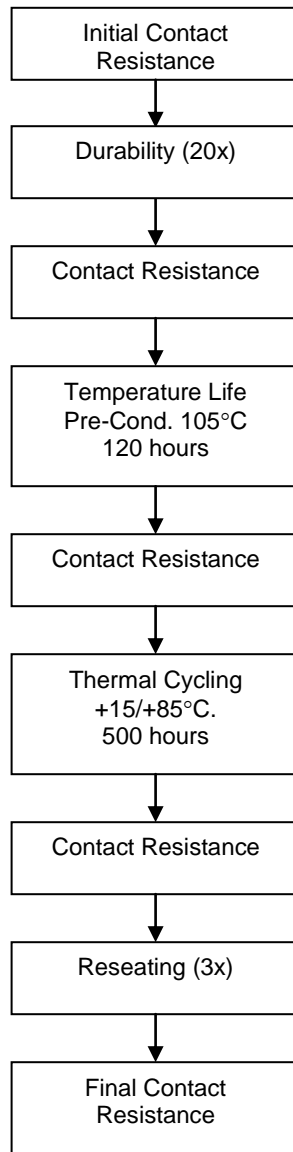 Initial Contact
Resistance
Durability (20x)
Contact Resistance
Temperature Life
Pre-Cond. 105°C
120 hours
Contact Resistance
Thermal Cycling
+15/+85°C.
500 hours
Contact Resistance
Reseating (3x)
Final Contact
Resistance